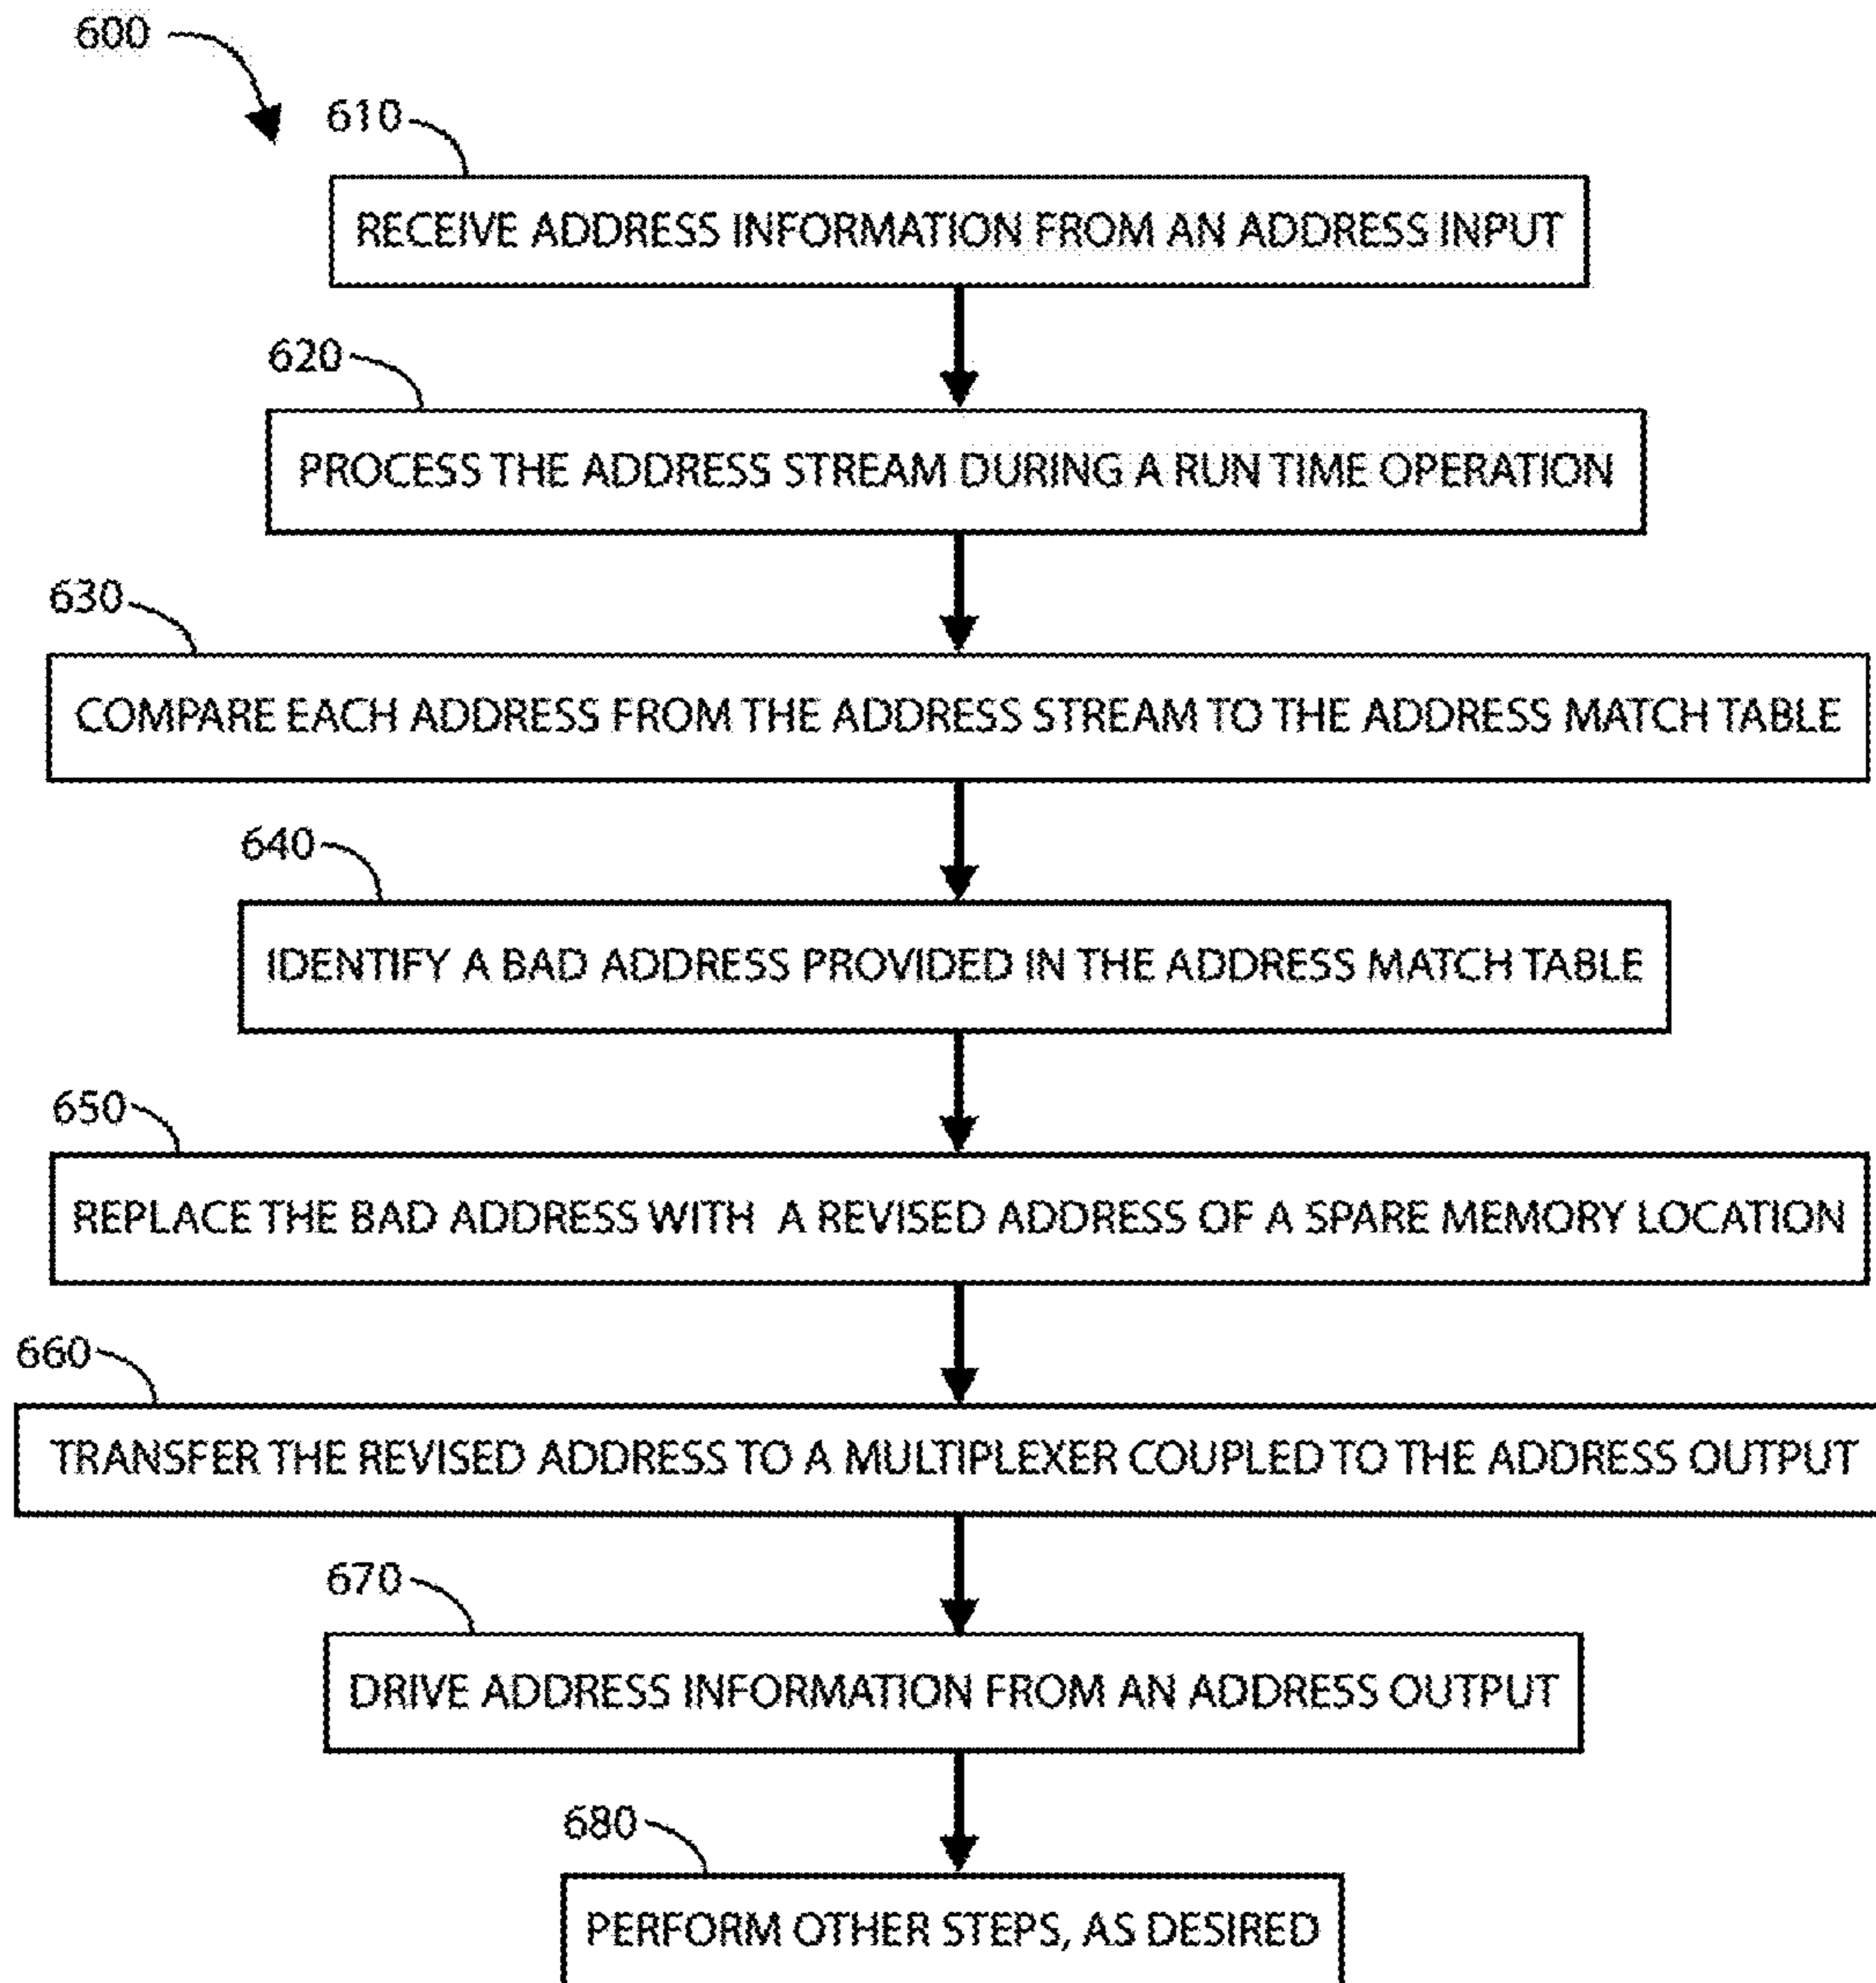 600
610
RECEIVE ADDRESS INFORMATION FROM AN ADDRESS INPUT
620
PROCESS THE ADDRESS STREAM DURING A RUN TIME OPERATION
630
COMPARE EACH ADDRESS FROM THE ADDRESS STREAM TO THE ADDRESS MATCH TABLE
640
IDENTIFY A BAD ADDRESS PROVIDED IN THE ADDRESS MATCH TABLE
650
REPLACE THE BAD ADDRESS WITH A REVISED ADDRESS OF A SPARE MEMORY LOCATION
660
TRANSFER THE REVISED ADDRESS TO A MULTIPLEXER COUPLED TO THE ADDRESS OUTPUT
670
DRIVE ADDRESS INFORMATION FROM AN ADDRESS OUTPUT
680
PERFORM OTHER STEPS, AS DESIRED